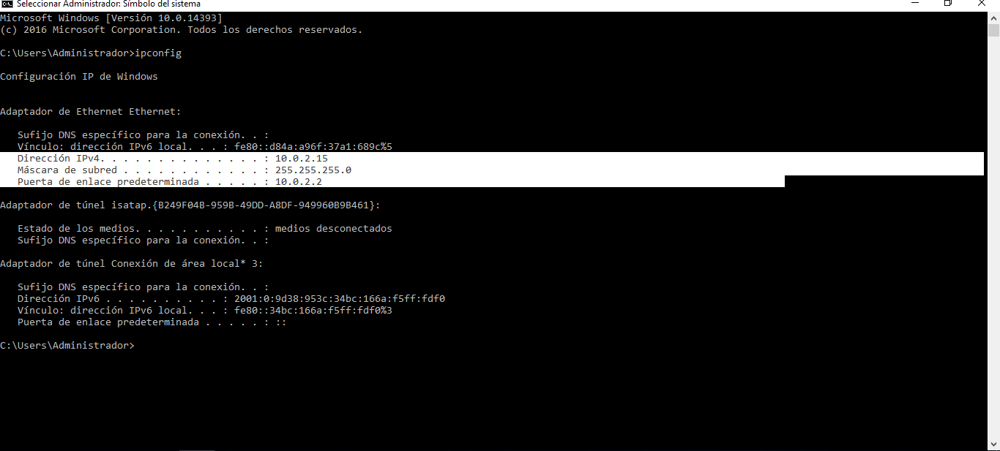 Seleccionar Administrador: Símbolo del sistema
Microsoft Windows [Versión 10.0.14393]
(c) 2016 Microsoft Corporation. Todos los derechos reservados.
C:\Users\Administrador>ipconfig
Configuración IP de Windows
Adaptador de Ethernet Ethernet:
Sufijo DNS específico para la conexión. . :
Vínculo: dirección IPv6 local. . . : fe80::d84a:a96f:37a1:689c%5
Dirección IPv4. . . . . . . . . . . . . . : 10.0.2.15
Máscara de subred . . . . . . . . . . . . : 255.255.255.0
Puerta de enlace predeterminada . . . . . : 10.0.2.2
Adaptador de túnel isatap.{B249F04B-959B-49DD-A8DF-949960B9B461}:
Estado de los medios. . . . . . . . . . . : medios desconectados
Sufijo DNS específico para la conexión. . :
Adaptador de túnel Conexión de área local* 3:
Sufijo DNS específico para la conexión. . :
Dirección IPv6 . . . . . . . . . . : 2001:0:9d38:953c:34bc:166a:f5ff:fdf0
Vínculo: dirección IPv6 local. . . : fe80::34bc:166a:f5ff:fdf0%3
Puerta de enlace predeterminada . . . . . : ::
C:\Users\Administrador>